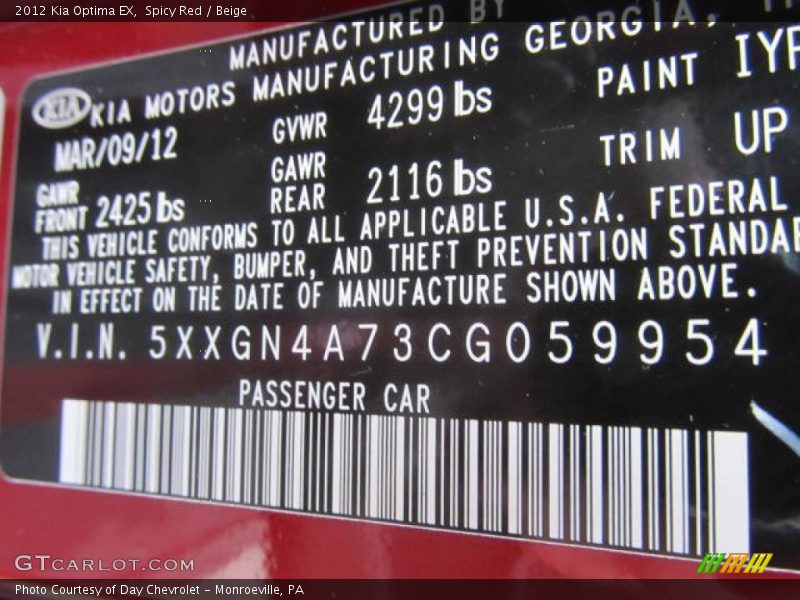 2012 Kia Optima EX, Spicy Red / Beige
MANUFACTURED BY
KIA KIA MOTORS MANUFACTURING GEORGIA,
MAR/09/12 GVWR 4299 lbs PAINT
GAWR FRONT 2425 lbs GAWR REAR 2116 lbs TRIM UP
THIS VEHICLE CONFORMS TO ALL APPLICABLE U.S.A. FEDERAL
MOTOR VEHICLE SAFETY, BUMPER, AND THEFT PREVENTION
IN EFFECT ON THE DATE OF MANUFACTURE SHOWN ABOVE.
V.I.N. 5XXGN4A73CG059954
PASSENGER CAR
GTCARLOT.COM
Photo Courtesy of Day Chevrolet - Monroeville, PA